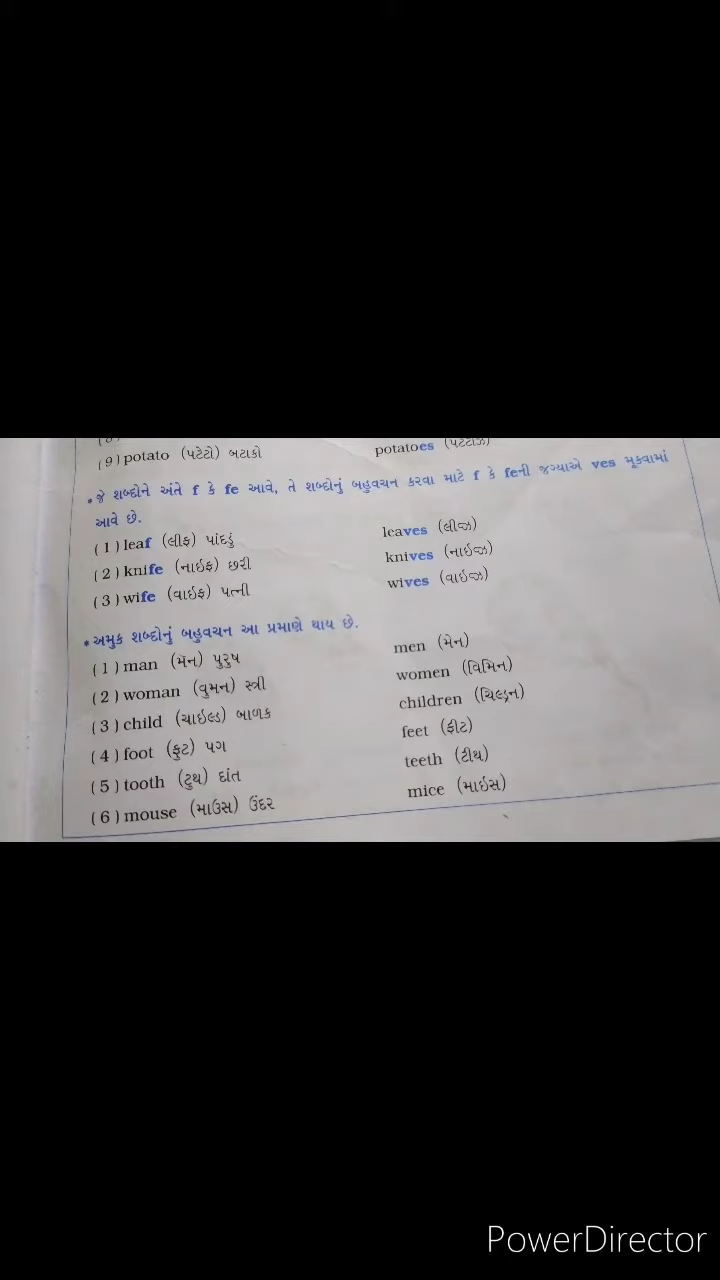 (9) potato (પટેટો) બટાકો potatoes (પટેટોઝ)
• જે શબ્દોને અંતે f કે fe આવે, તે શબ્દોનું બહુવચન કરવા માટે f કે feની જગ્યાએ ves મૂકવામાં
આવે છે.
(1) leaf (લીફ) પાંદડું leaves (લીવ્ઝ)
(2) knife (નાઇફ) છરી knives (નાઇવ્ઝ)
(3) wife (વાઇફ) પત્ની wives (વાઇવ્ઝ)
• અમુક શબ્દોનું બહુવચન આ પ્રમાણે થાય છે.
(1) man (મૅન) પુરુષ men (મેન)
(2) woman (વુમન) સ્ત્રી women (વિમિન)
(3) child (ચાઇલ્ડ) બાળક children (ચિલ્ડ્રન)
(4) foot (ફુટ) પગ feet (ફીટ)
(5) tooth (ટુથ) દાંત teeth (ટીથ)
(6) mouse (માઉસ) ઉંદર mice (માઇસ)
PowerDirector